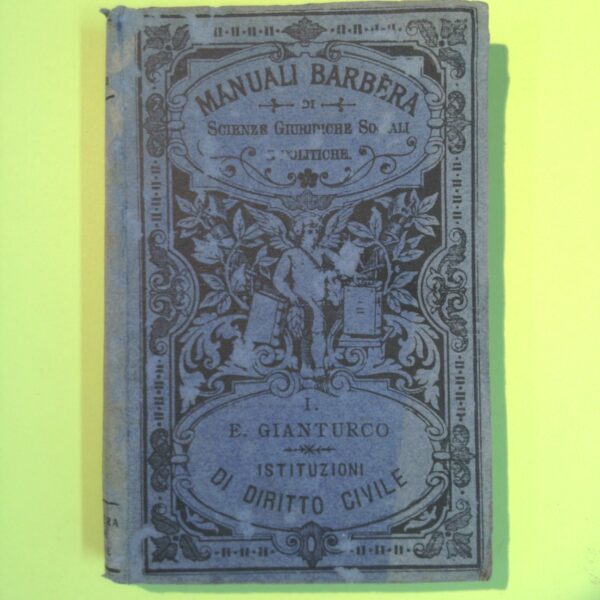 MANUALI BARBÈRA
DI
SCIENZE GIURIDICHE SOCIALI
E POLITICHE.
I.
E. GIANTURCO
ISTITUZIONI
DI DIRITTO CIVILE